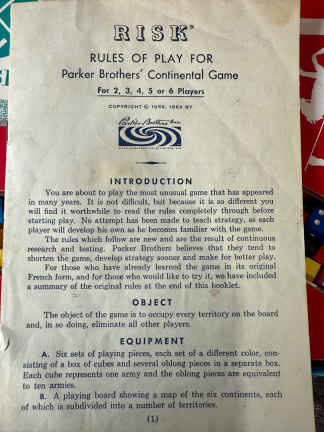 RISK®
RULES OF PLAY FOR
Parker Brothers' Continental Game
For 2, 3, 4, 5 or 6 Players
COPYRIGHT © 1959, 1963 BY
Parker Brothers Inc.
INTRODUCTION
You are about to play the most unusual game that has appeared
in many years. It is not difficult, but because it is so different you
will find it worthwhile to read the rules completely through before
starting play. No attempt has been made to teach strategy, as each
player will develop his own as he becomes familiar with the game.
The rules which follow are new and are the result of continuous
research and testing. Parker Brothers believes that they tend to
shorten the game, develop strategy sooner and make for better play.
For those who have already learned the game in its original
French form, and for those who would like to try it, we have included
a summary of the original rules at the end of this booklet.
OBJECT
The object of the game is to occupy every territory on the board
and, in so doing, eliminate all other players.
EQUIPMENT
A. Six sets of playing pieces, each set of a different color, con-
sisting of a box of cubes and several oblong pieces in a separate box.
Each cube represents one army and the oblong pieces are equivalent
to ten armies.
B. A playing board showing a map of the six continents, each
of which is subdivided into a number of territories.
(1)